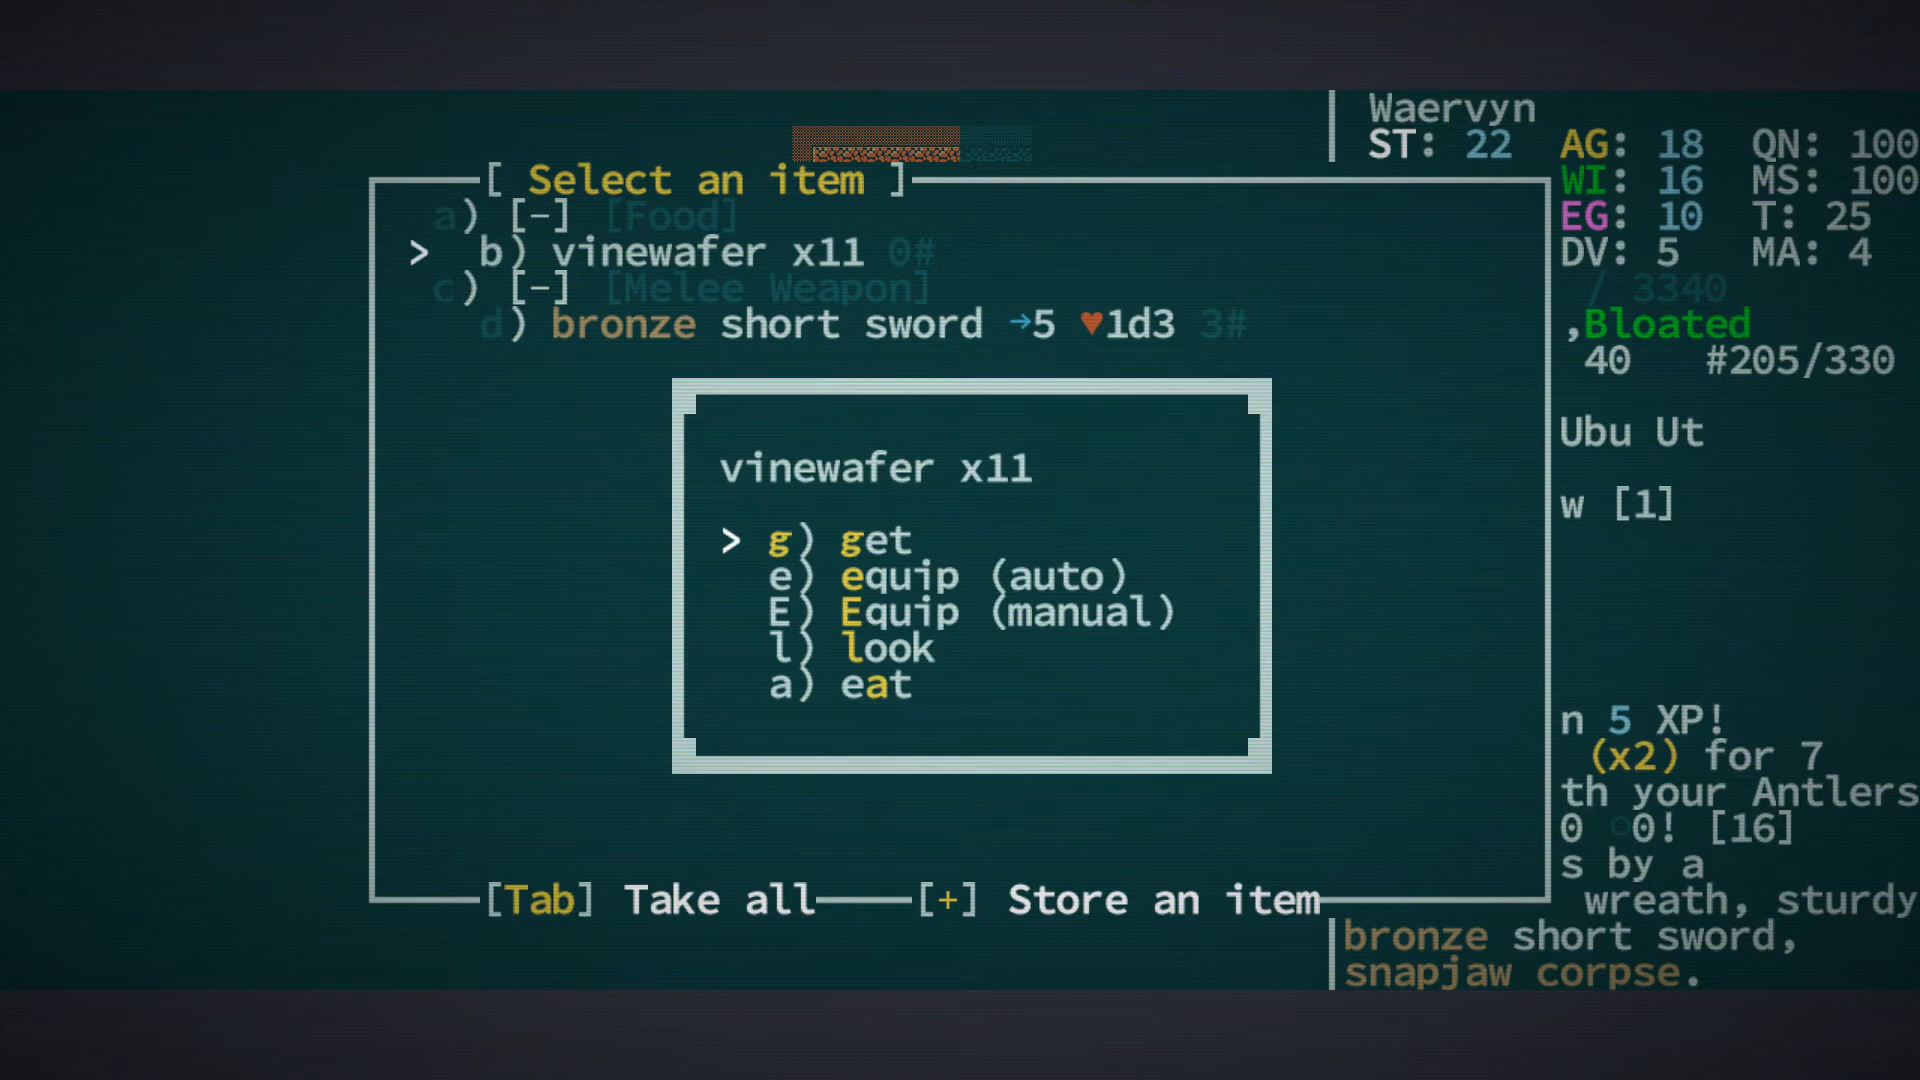 Waervyn
ST: 22 AG: 18 QN: 100
[ Select an item ] WI: 16 MS: 100
a) [-] [Food] EG: 10 T: 25
> b) vinewafer x11 0# DV: 5 MA: 4
c) [-] [Melee Weapon] / 3340
d) bronze short sword →5 ♥1d3 3# ,Bloated
40 #205/330
Ubu Ut
vinewafer x11
w [1]
> g) get
e) equip (auto)
E) Equip (manual)
l) look
a) eat
n 5 XP!
(x2) for 7
th your Antlers
0 ○0! [16]
s by a
[Tab] Take all [+] Store an item wreath, sturdy
bronze short sword,
snapjaw corpse.